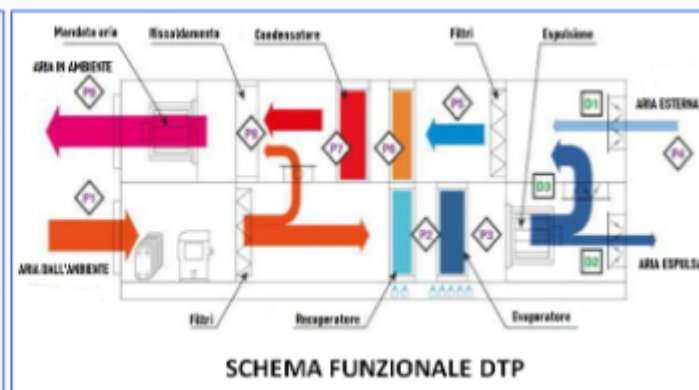 Mandata aria
Riscaldamento
Condensatore
Filtri
Espulsione
ARIA IN AMBIENTE
P9
P8
P7
P6
P5
D1
ARIA ESTERNA
P4
P1
P2
P3
D3
D2
ARIA DALL'AMBIENTE
ARIA ESPULSA
Filtri
Recuperatore
Evaporatore
SCHEMA FUNZIONALE DTP